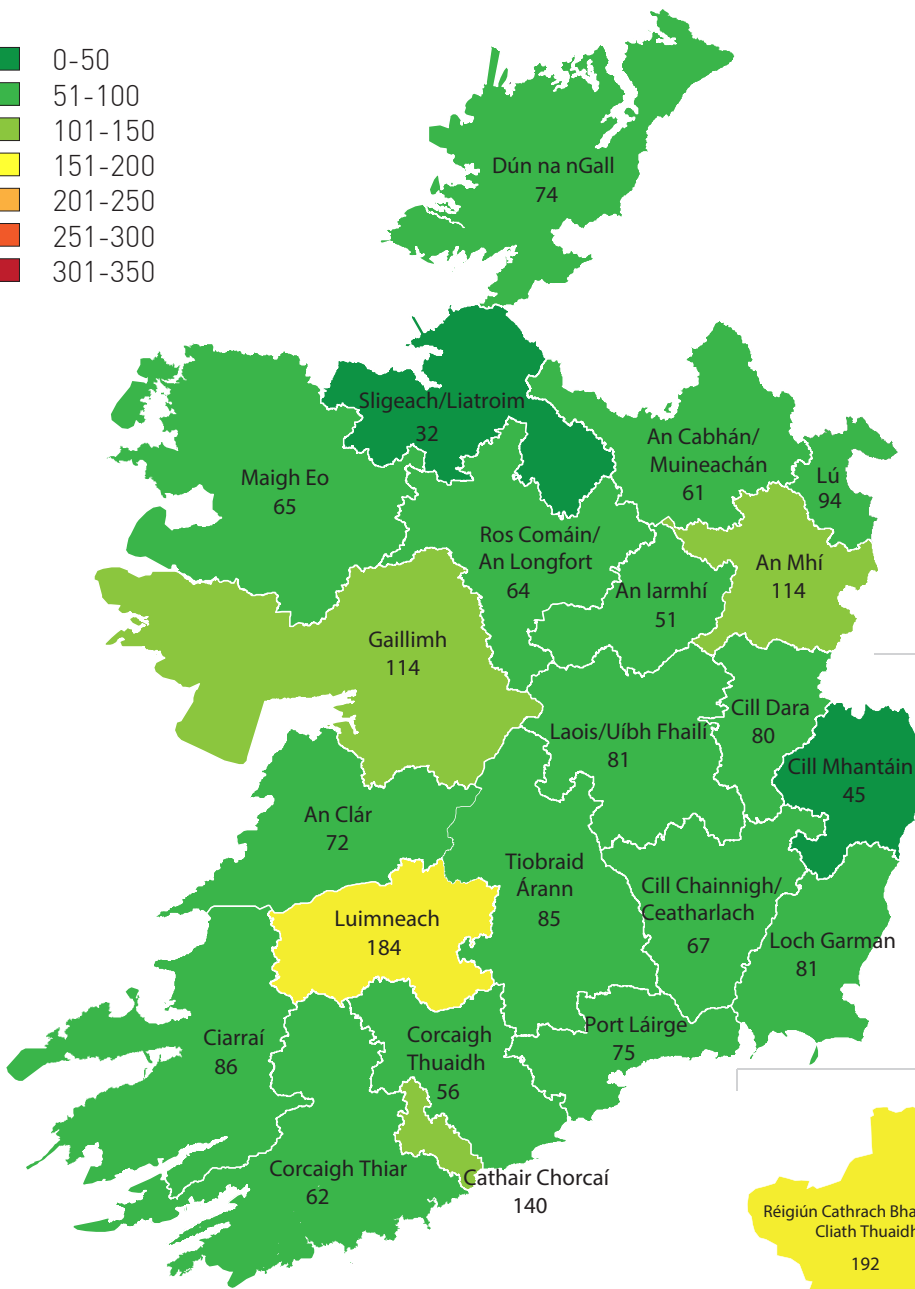 0-50
51-100
101-150
151-200
201-250
251-300
301-350
Dún na nGall
74
Sligeach/Liatroim
32
An Cabhán/
Muineachán
61
Lú
94
Maigh Eo
65
Ros Comáin/
An Longfort
64
An Mhí
114
An Iarmhí
51
Gaillimh
114
Cill Dara
80
Laois/Uíbh Fhailí
81
Cill Mhantáin
45
An Clár
72
Tiobraid
Árann
85
Cill Chainnigh/
Ceatharlach
67
Luimneach
184
Loch Garman
81
Port Láirge
75
Ciarraí
86
Corcaigh
Thuaidh
56
Corcaigh Thiar
62
Cathair Chorcaí
140
Réigiún Cathrach
Cliath Thuaidh
192